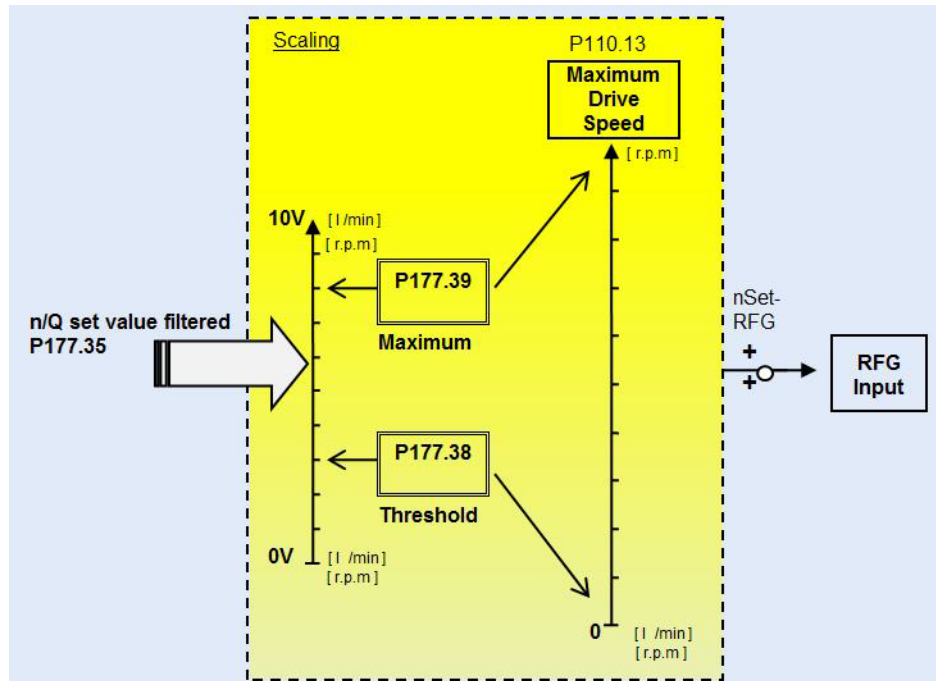 Scaling
P110.13
Maximum
Drive
Speed
[ r.p.m ]
10V
[ l /min ]
[ r.p.m ]
P177.39
Maximum
n/Q set value filtered
P177.35
nSet-
RFG
+
+
RFG
Input
P177.38
Threshold
0V
[ l /min ]
[ r.p.m ]
0
[ l /min ]
[ r.p.m ]